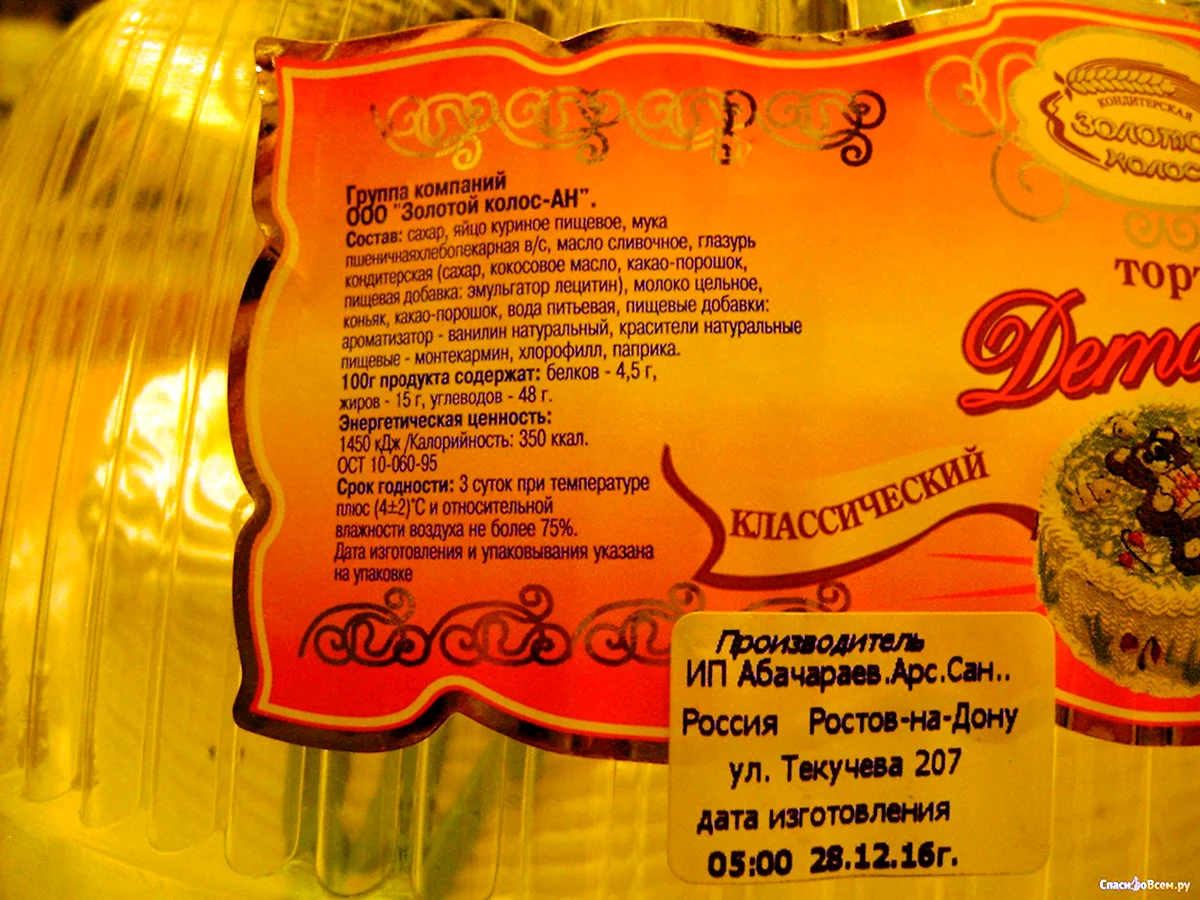 Группа компаний
ООО "Золотой колос-АН".
Состав: сахар, яйцо куриное пищевое, мука
пшеничнаяхлебопекарная в/с, масло сливочное, глазурь
кондитерская (сахар, кокосовое масло, какао-порошок,
пищевая добавка: эмульгатор лецитин), молоко цельное,
коньяк, какао-порошок, вода питьевая, пищевые добавки:
ароматизатор - ванилин натуральный, красители натуральные
пищевые - монтекармин, хлорофилл, паприка.
100г продукта содержат: белков - 4,5 г,
жиров - 15 г, углеводов - 48 г.
Энергетическая ценность:
1450 кДж /Калорийность: 350 ккал.
ОСТ 10-060-95
Срок годности: 3 суток при температуре
плюс (4±2)°С и относительной
влажности воздуха не более 75%.
Дата изготовления и упаковывания указана
на упаковке
КОНДИТЕРСКАЯ
ЗОЛОТО
КОЛОС
торт
Дет
КЛАССИЧЕСКИЙ
Производитель
ИП Абачараев.Арс.Сан..
Россия Ростов-на-Дону
ул. Текучева 207
дата изготовления
05:00 28.12.16г.
СпасибоВсем.ру